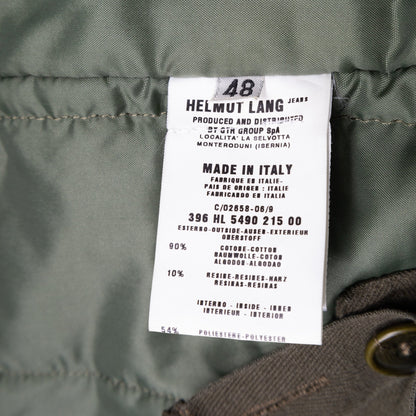 48
HELMUT LANG JEANS
PRODUCED AND DISTRIBUTED
BY GTR GROUP SpA
LOCALITA' LA SELVOTTA
MONTERODUNI (ISERNIA)
MADE IN ITALY
FABRIQUE EN ITALIE-
PAIS DE ORIGEN : ITALIE
FABRICANDO EN ITALIA
C/02658-06/9
396 HL 5490 215 00
ESTERNO-OUTSIDE-AUSEN-EXTERIEUR
OBERSTOFF
90% COTONE-COTTON
BAUMWOLLE-COTON
ALGODON-ALGODAO
10% RESINE-RESINES-HARZ
RESINAS-RESINAS
INTERNO - INSIDE - INNEN
INTERIEUR - INTERIOR
54% POLIESTERE-POLYESTER